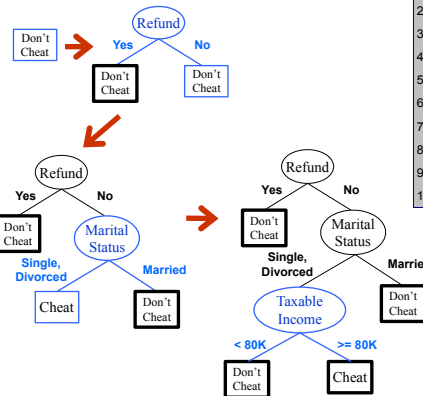 Don't
Cheat
Refund
Yes
No
Don't
Cheat
Don't
Cheat
Refund
Yes
No
Don't
Cheat
Marital
Status
Single,
Divorced
Married
Cheat
Don't
Cheat
Refund
Yes
No
Don't
Cheat
Marital
Status
Single,
Divorced
Marrie
Taxable
Income
Don't
Cheat
< 80K
>= 80K
Don't
Cheat
Cheat
2
3
4
5
6
7
8
9
1